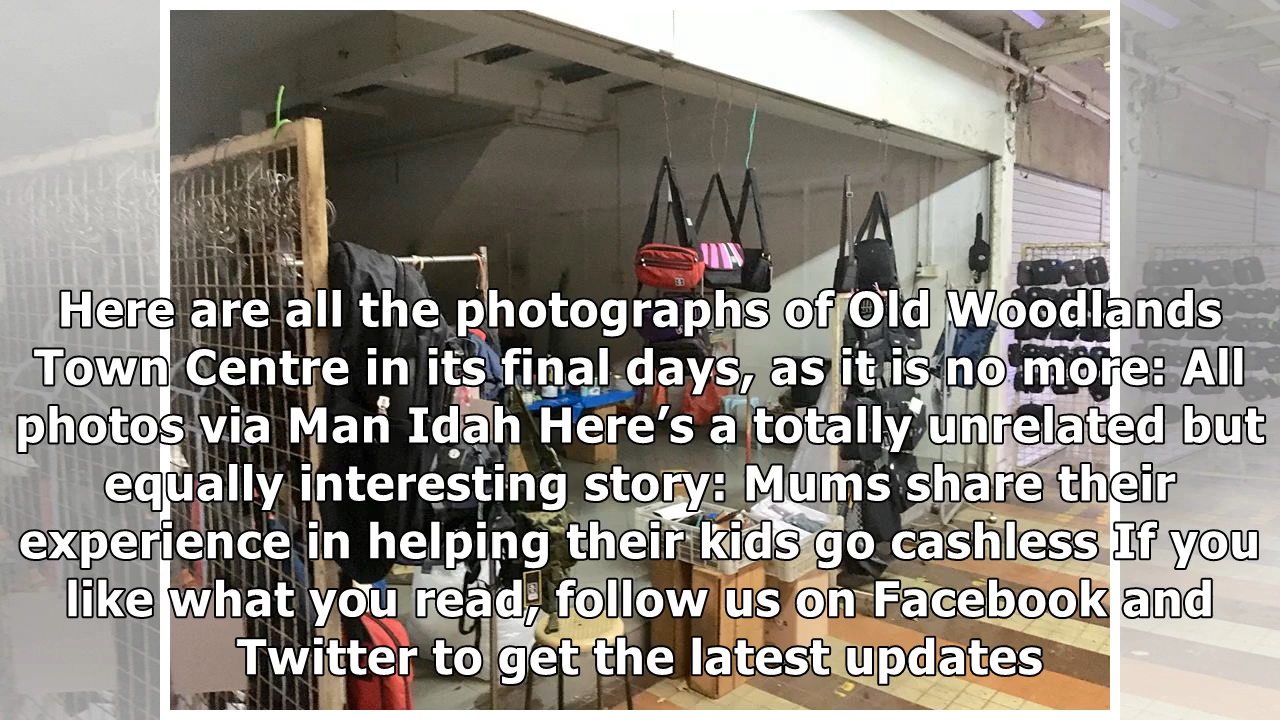 Here are all the photographs of Old Woodlands
Town Centre in its final days, as it is no more: All
photos via Man Idah Here’s a totally unrelated but
equally interesting story: Mums share their
experience in helping their kids go cashless If you
like what you read, follow us on Facebook and
Twitter to get the latest updates